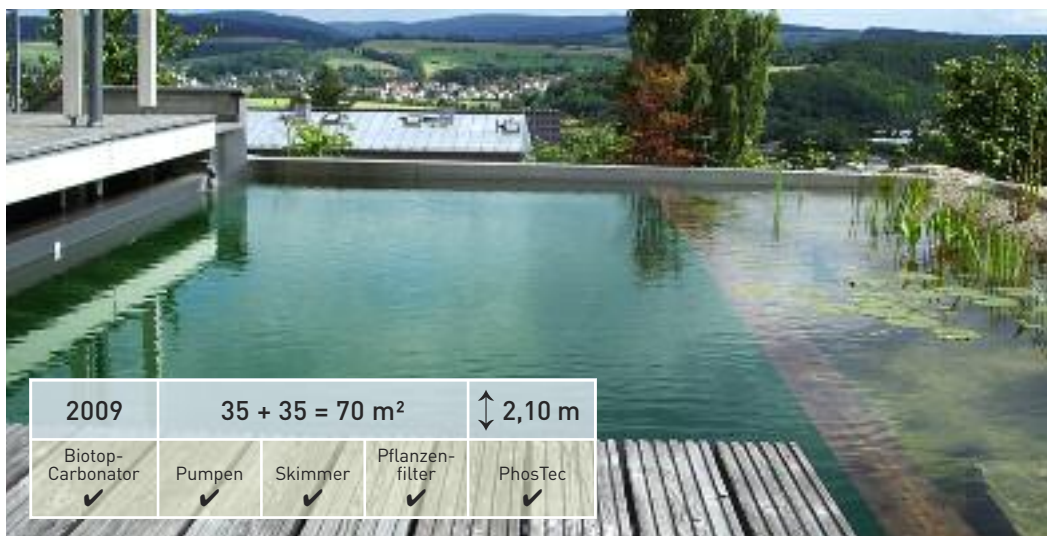 2009
35 + 35 = 70 m²
↕ 2,10 m
Biotop-
Carbonator
✔
Pumpen
✔
Skimmer
✔
Pflanzen-
filter
✔
PhosTec
✔